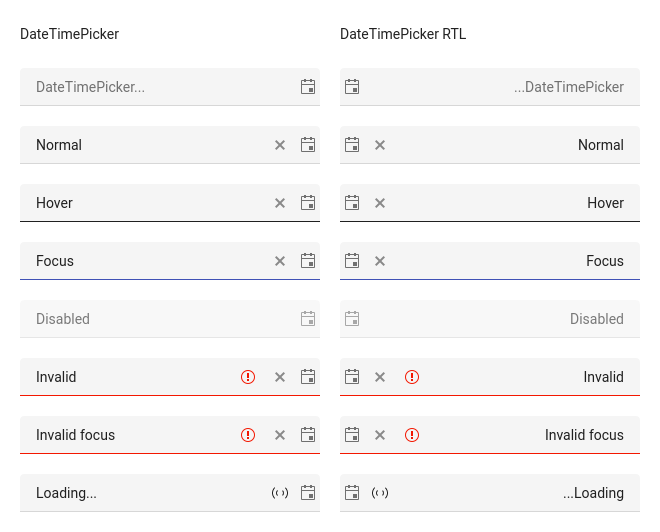 DateTimePicker
DateTimePicker RTL
DateTimePicker...
...DateTimePicker
Normal
Normal
Hover
Hover
Focus
Focus
Disabled
Disabled
Invalid
Invalid
Invalid focus
Invalid focus
Loading...
...Loading